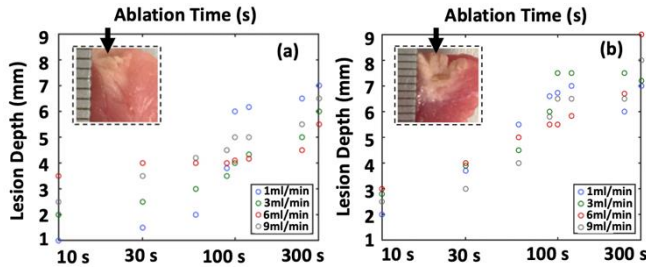 Ablation Time (s)
Ablation Time (s)
Lesion Depth (mm)
9
8
7
6
5
4
3
2
1
(a)
1ml/min
3ml/min
6ml/min
9ml/min
10 s
30 s
100 s
300 s
Lesion Depth (mm)
9
8
7
6
5
4
3
2
1
(b)
1ml/min
3ml/min
6ml/min
9ml/min
10 s
30 s
100 s
300 s